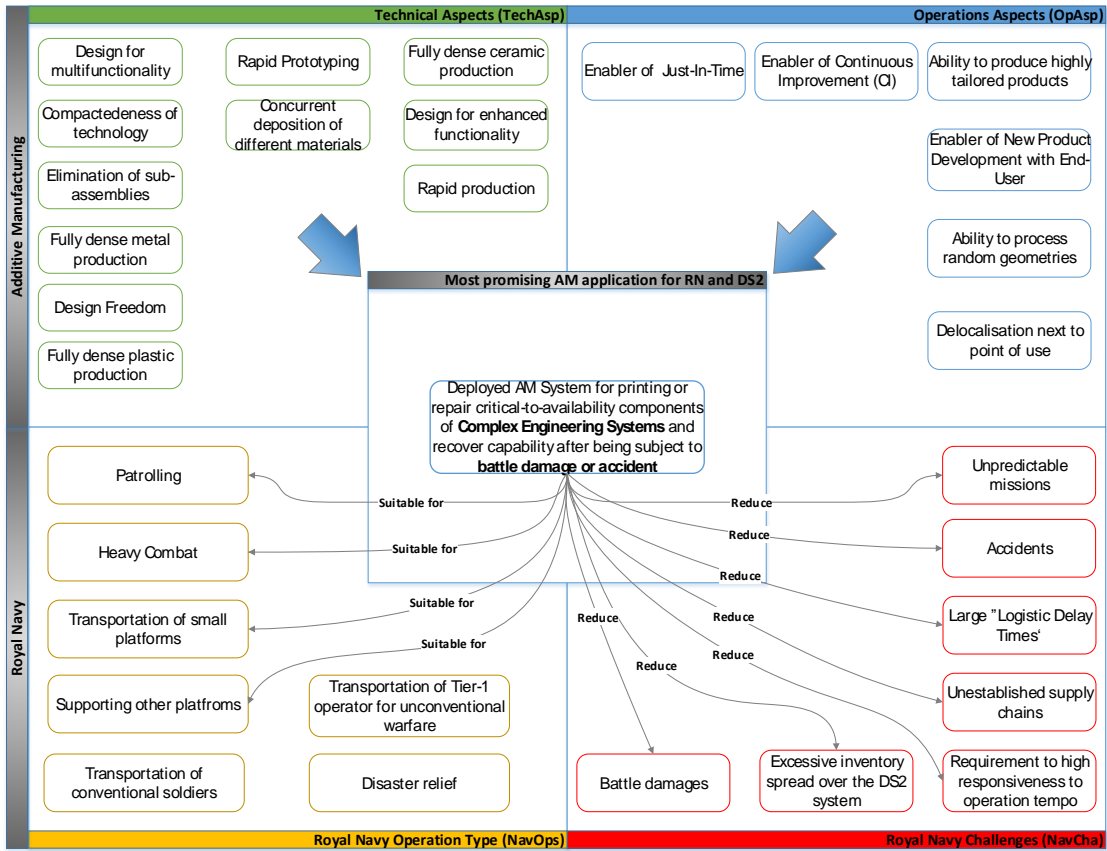 Technical Aspects (TechAsp)
Operations Aspects (OpAsp)
Additive Manufacturing
Design for
multifunctionality
Compactedeness of
technology
Elimination of sub-
assemblies
Fully dense metal
production
Design Freedom
Fully dense plastic
production
Rapid Prototyping
Concurrent
deposition of
different materials
Fully dense ceramic
production
Design for enhanced
functionality
Rapid production
Enabler of Just-In-Time
Enabler of Continuous
Improvement (CI)
Ability to produce highly
tailored products
Enabler of New Product
Development with End-
User
Ability to process
random geometries
Delocalisation next to
point of use
Most promising AM application for RN and DS2
Deployed AM System for printing or
repair critical-to-availability components
of Complex Engineering Systems and
recover capability after being subject to
battle damage or accident
Royal Navy
Patrolling
Heavy Combat
Transportation of small
platforms
Supporting other platfroms
Transportation of
conventional soldiers
Transportation of Tier-1
operator for unconventional
warfare
Disaster relief
Suitable for
Suitable for
Suitable for
Suitable for
Reduce
Reduce
Reduce
Reduce
Reduce
Reduce
Reduce
Unpredictable
missions
Accidents
Large ”Logistic Delay
Times‘
Unestablished supply
chains
Battle damages
Excessive inventory
spread over the DS2
system
Requirement to high
responsiveness to
operation tempo
Royal Navy Operation Type (NavOps)
Royal Navy Challenges (NavCha)